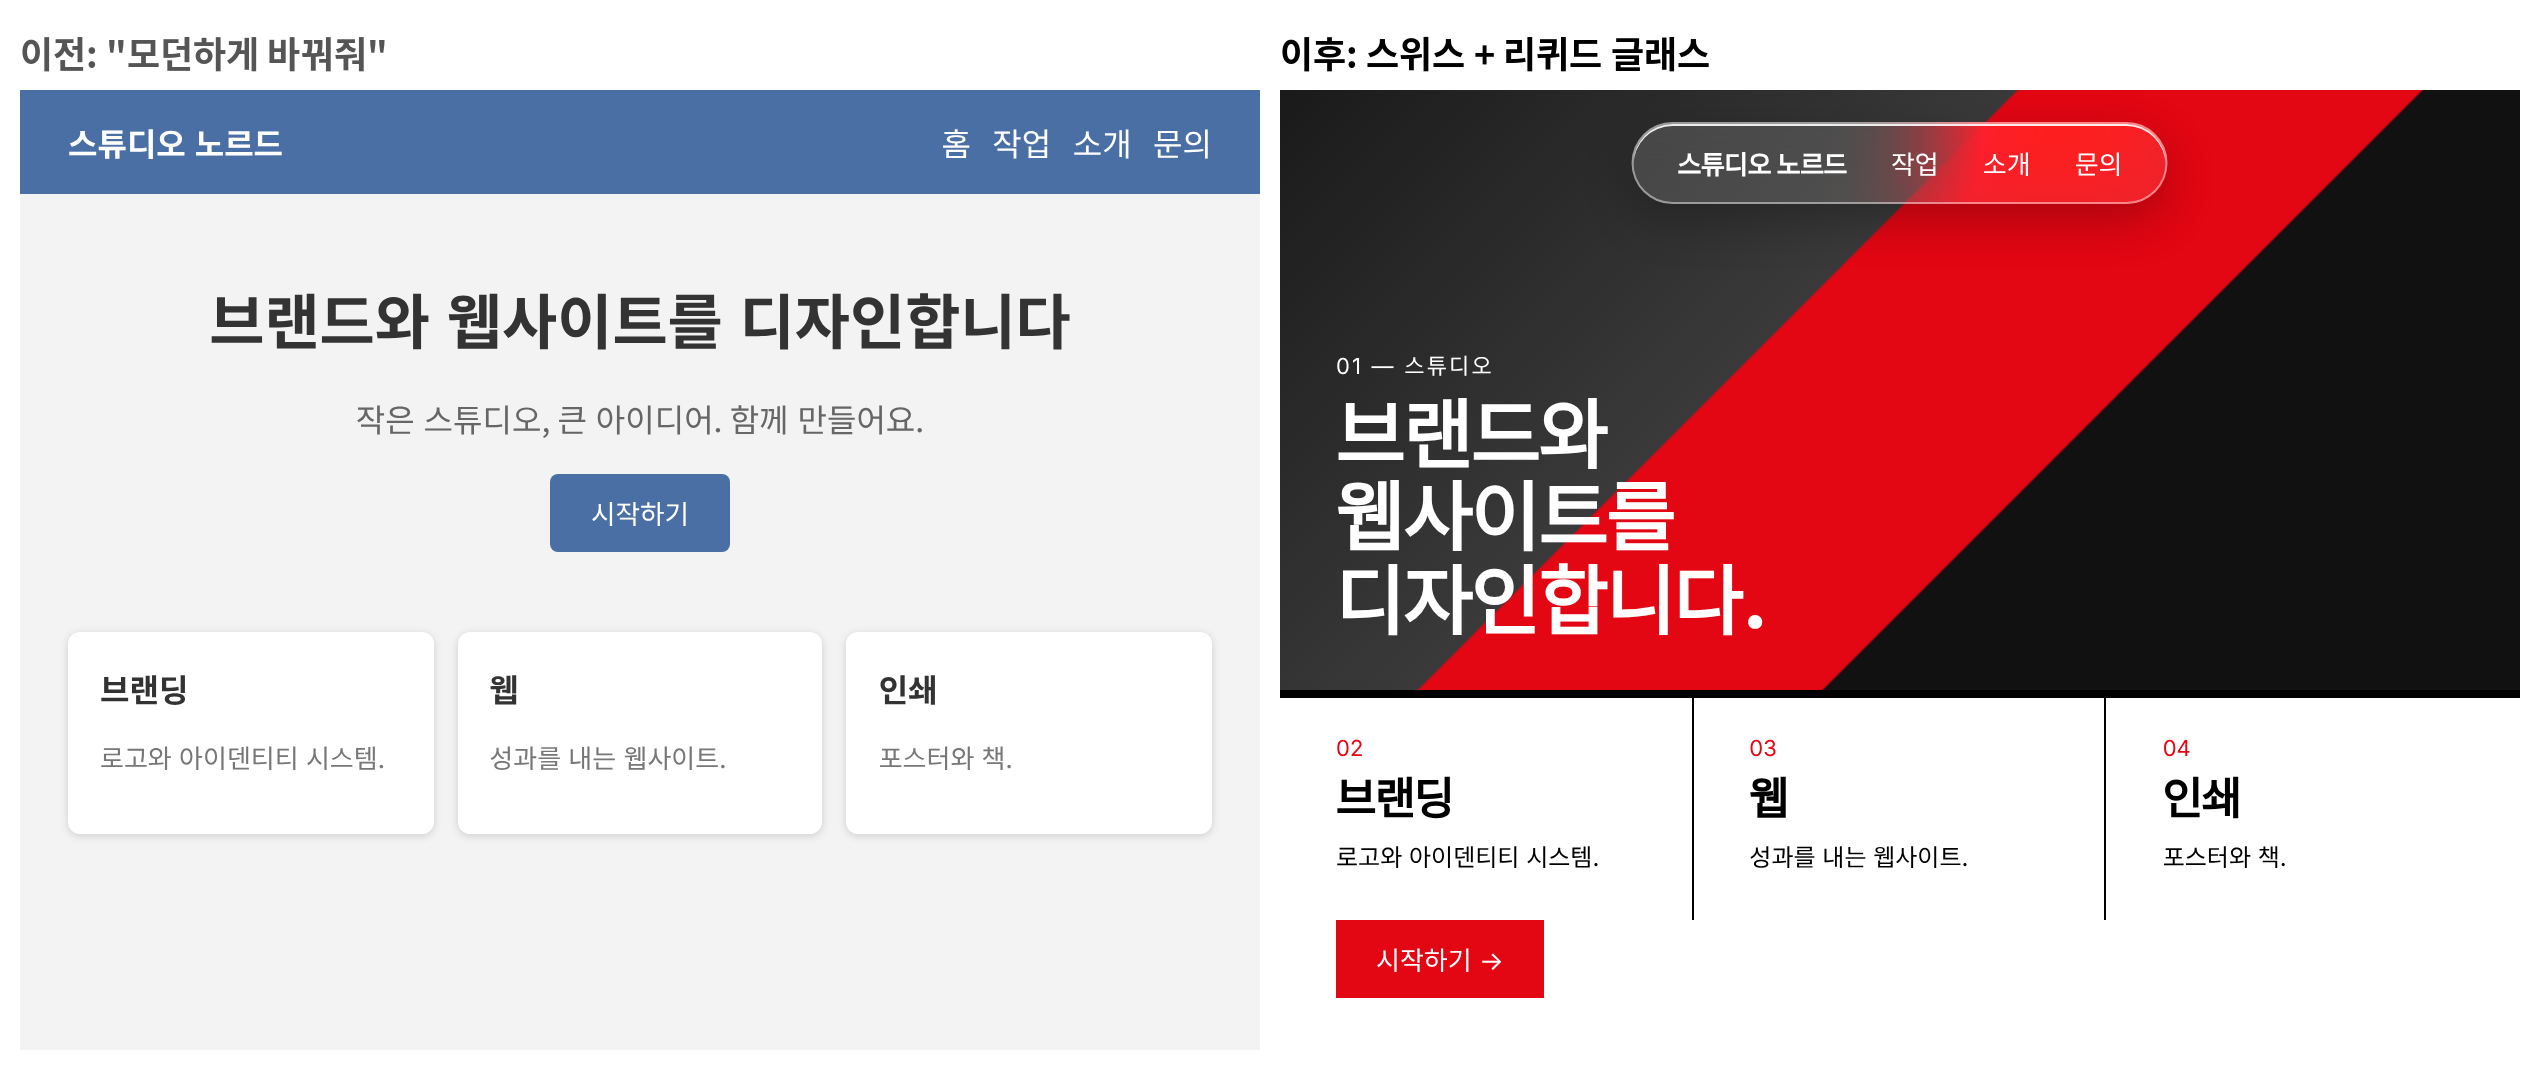 이전: "모던하게 바꿔줘"
스튜디오 노르드
홈 작업 소개 문의
브랜드와 웹사이트를 디자인합니다
작은 스튜디오, 큰 아이디어. 함께 만들어요.
시작하기
브랜딩
로고와 아이덴티티 시스템.
웹
성과를 내는 웹사이트.
인쇄
포스터와 책.
이후: 스위스 + 리퀴드 글래스
스튜디오 노르드 작업 소개 문의
01 — 스튜디오
브랜드와
웹사이트를
디자인합니다.
02
브랜딩
로고와 아이덴티티 시스템.
03
웹
성과를 내는 웹사이트.
04
인쇄
포스터와 책.
시작하기 →